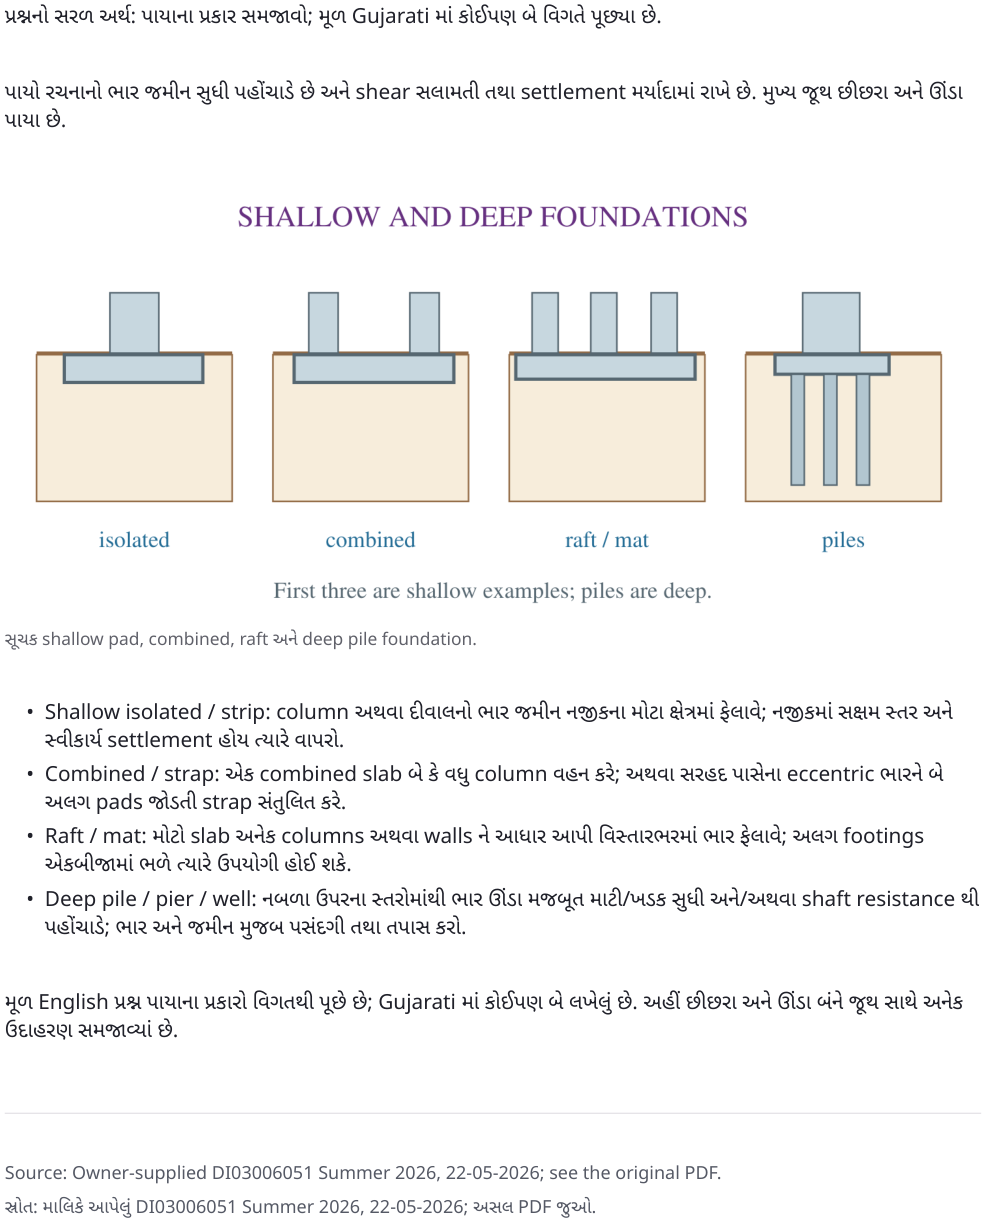 પ્રશ્નનો સરળ અર્થ: પાયાના પ્રકાર સમજાવો; મૂળ Gujarati માં કોઈપણ બે વિગતે પૂછ્યા છે.
પાયો રચનાનો ભાર જમીન સુધી પહોંચાડે છે અને shear સલામતી તથા settlement મર્યાદામાં રાખે છે. મુખ્ય જૂથ છીછરા અને ઊંડા
પાયા છે.
SHALLOW AND DEEP FOUNDATIONS
isolated combined raft / mat piles
First three are shallow examples; piles are deep.
સૂચક shallow pad, combined, raft અને deep pile foundation.
• Shallow isolated / strip: column અથવા દીવાલનો ભાર જમીન નજીકના મોટા ક્ષેત્રમાં ફેલાવે; નજીકમાં સક્ષમ સ્તર અને
સ્વીકાર્ય settlement હોય ત્યારે વાપરો.
• Combined / strap: એક combined slab બે કે વધુ column વહન કરે; અથવા સરહદ પાસેના eccentric ભારને બે
અલગ pads જોડતી strap સંતુલિત કરે.
• Raft / mat: મોટો slab અનેક columns અથવા walls ને આધાર આપી વિસ્તારભરમાં ભાર ફેલાવે; અલગ footings
એકબીજામાં ભળે ત્યારે ઉપયોગી હોઈ શકે.
• Deep pile / pier / well: નબળા ઉપરના સ્તરોમાંથી ભાર ઊંડા મજબૂત માટી/ખડક સુધી અને/અથવા shaft resistance થી
પહોંચાડે; ભાર અને જમીન મુજબ પસંદગી તથા તપાસ કરો.
મૂળ English પ્રશ્ન પાયાના પ્રકારો વિગતથી પૂછે છે; Gujarati માં કોઈપણ બે લખેલું છે. અહીં છીછરા અને ઊંડા બંને જૂથ સાથે અનેક
ઉદાહરણ સમજાવ્યાં છે.
Source: Owner-supplied DI03006051 Summer 2026, 22-05-2026; see the original PDF.
સ્રોત: માલિકે આપેલું DI03006051 Summer 2026, 22-05-2026; અસલ PDF જુઓ.